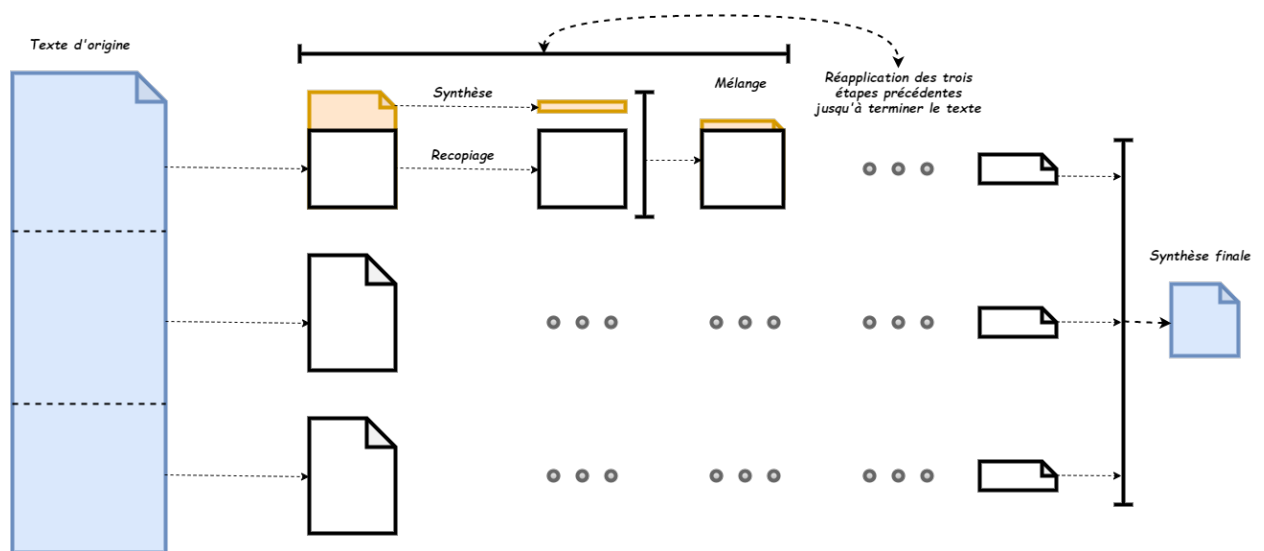 Texte d'origine
Synthèse
Recopiage
Mélange
Réapplication des trois
étapes précédentes
jusqu'à terminer le texte
Synthèse finale